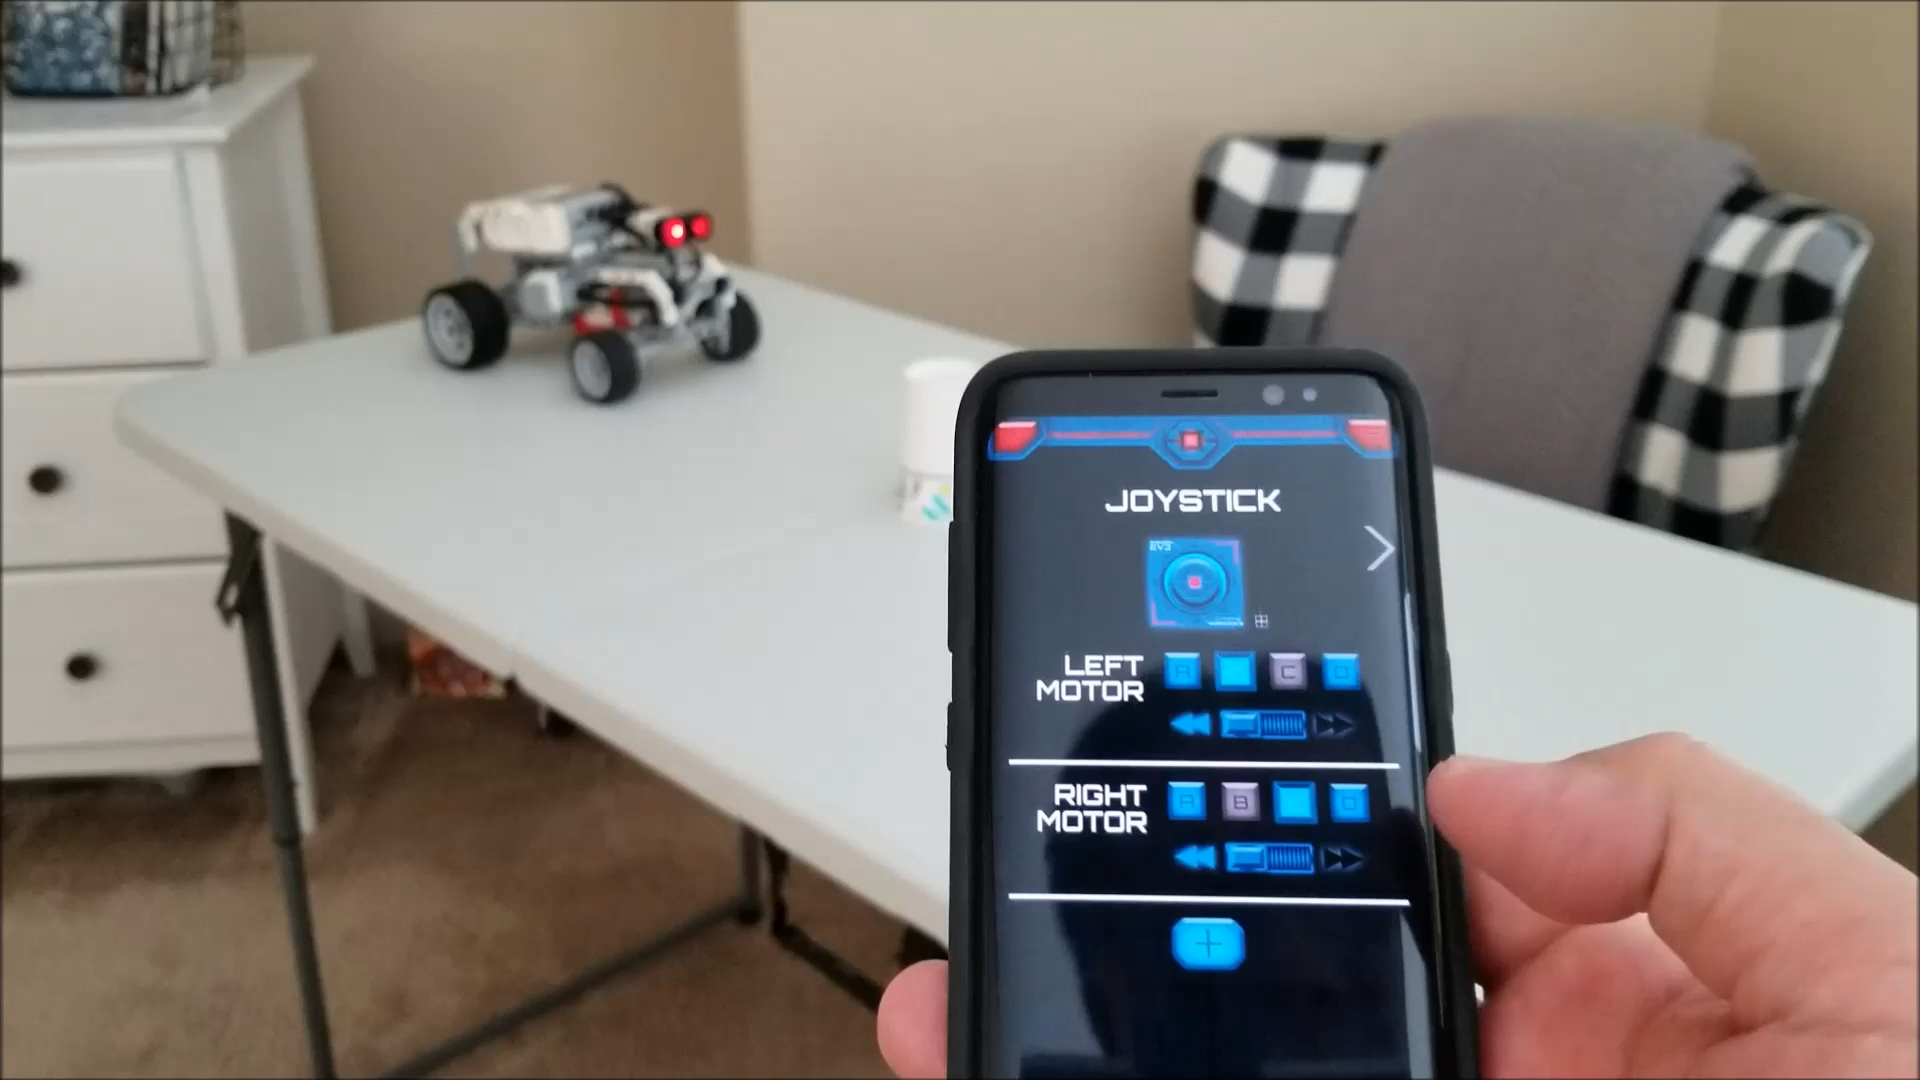 JOYSTICK
EV3
LEFT
MOTOR
A C D
RIGHT
MOTOR
A B D